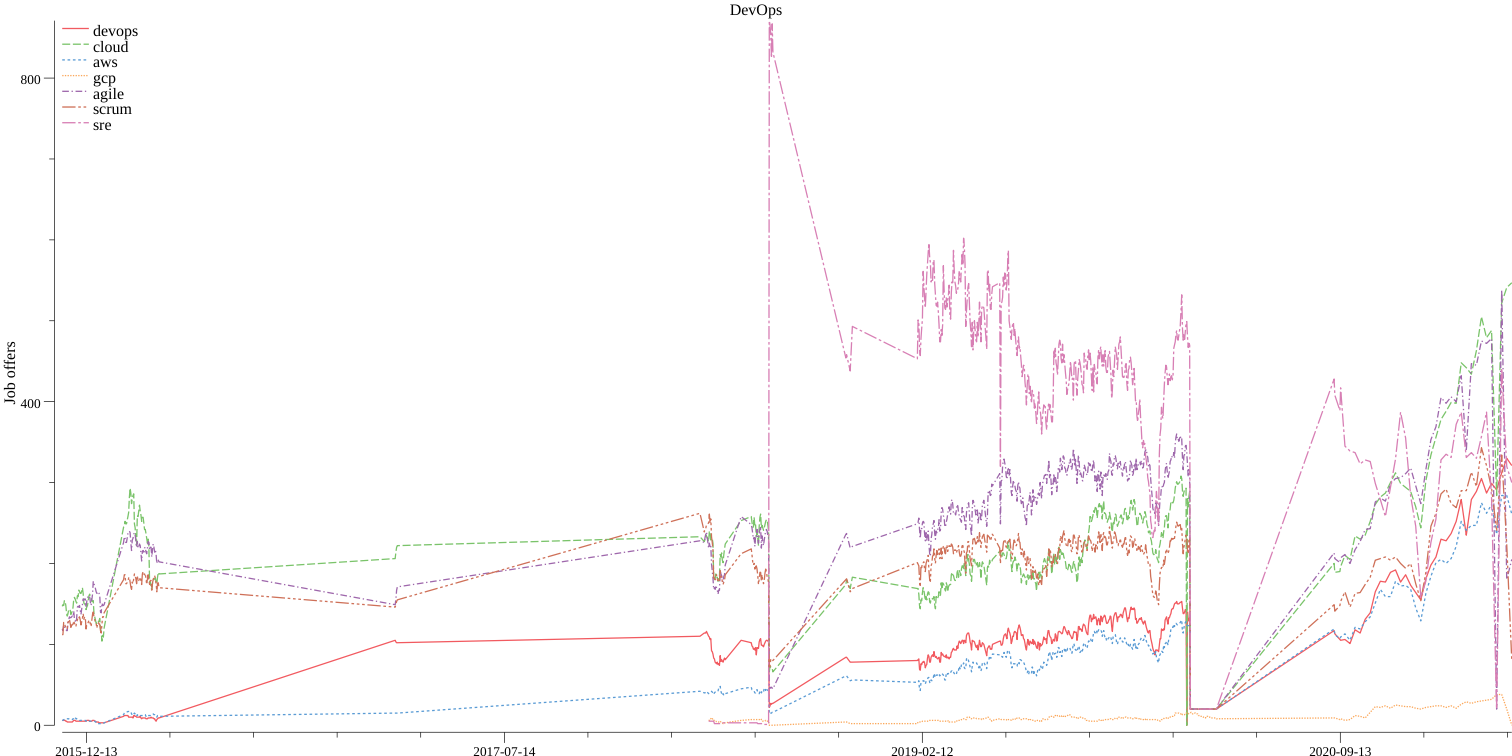 DevOps
devops
cloud
aws
gcp
agile
scrum
sre
800
400
0
Job offers
2015-12-13
2017-07-14
2019-02-12
2020-09-13